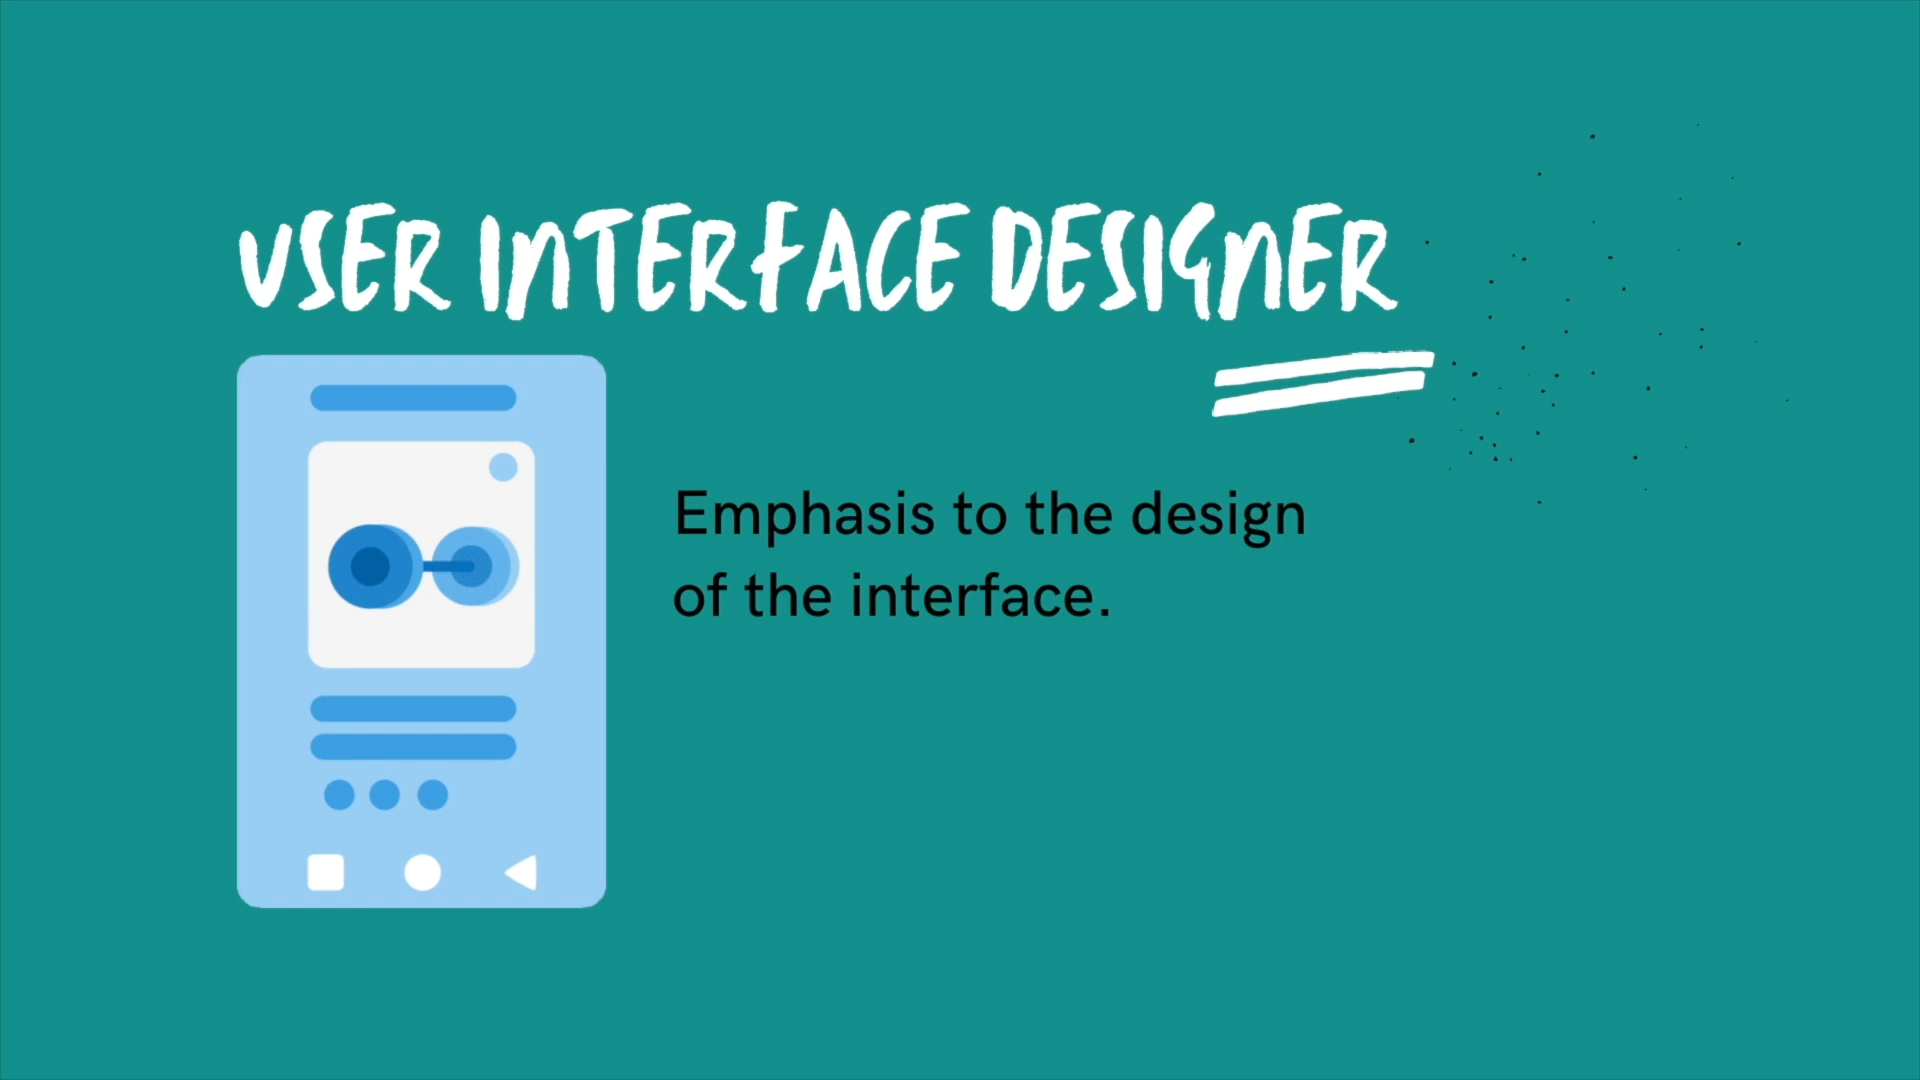 USER INTERFACE DESIGNER
Emphasis to the design
of the interface.